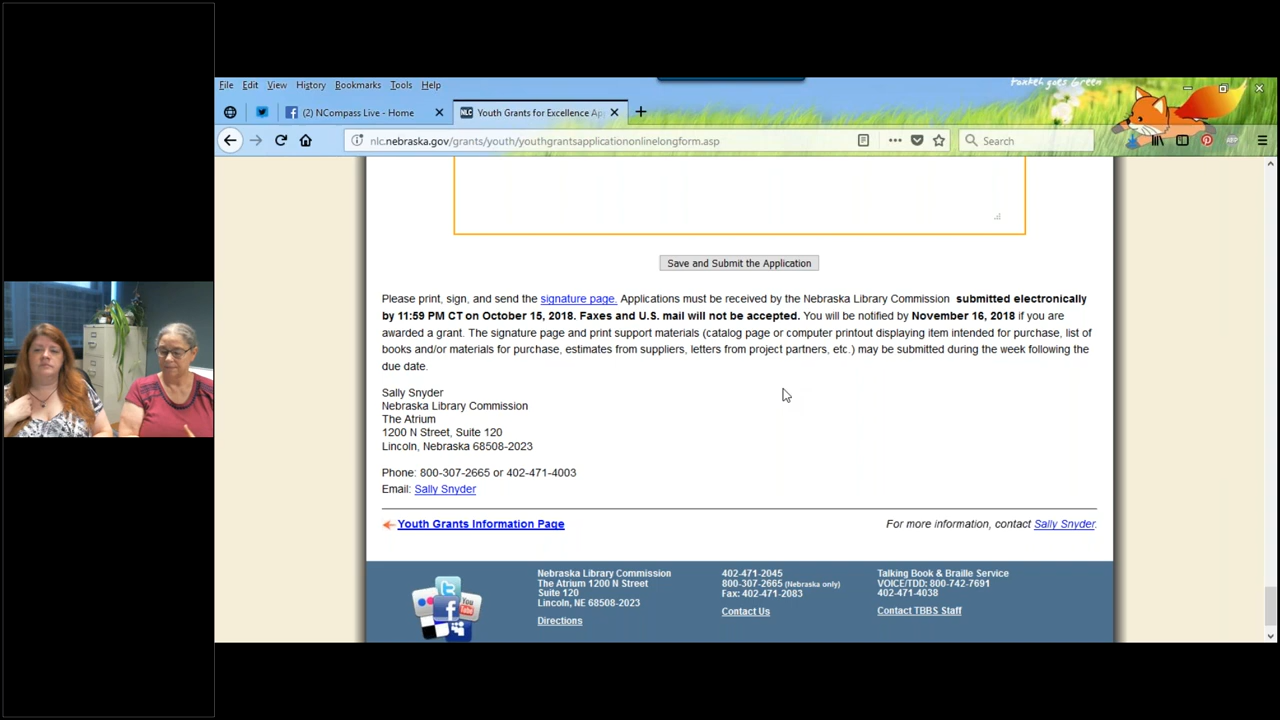 foxkeh goes Green
File Edit View History Bookmarks Tools Help
(2) NCompass Live - Home
NLC Youth Grants for Excellence Ap
nlc.nebraska.gov/grants/youth/youthgrantsapplicationonlinelongform.asp
Search
ABP
Save and Submit the Application
Please print, sign, and send the signature page. Applications must be received by the Nebraska Library Commission submitted electronically
by 11:59 PM CT on October 15, 2018. Faxes and U.S. mail will not be accepted. You will be notified by November 16, 2018 if you are
awarded a grant. The signature page and print support materials (catalog page or computer printout displaying item intended for purchase, list of
books and/or materials for purchase, estimates from suppliers, letters from project partners, etc.) may be submitted during the week following the
due date.
Sally Snyder
Nebraska Library Commission
The Atrium
1200 N Street, Suite 120
Lincoln, Nebraska 68508-2023
Phone: 800-307-2665 or 402-471-4003
Email: Sally Snyder
Youth Grants Information Page
For more information, contact Sally Snyder.
Nebraska Library Commission
The Atrium 1200 N Street
Suite 120
Lincoln, NE 68508-2023
Directions
402-471-2045
800-307-2665 (Nebraska only)
Fax: 402-471-2083
Contact Us
Talking Book & Braille Service
VOICE/TDD: 800-742-7691
402-471-4038
Contact TBBS Staff
You